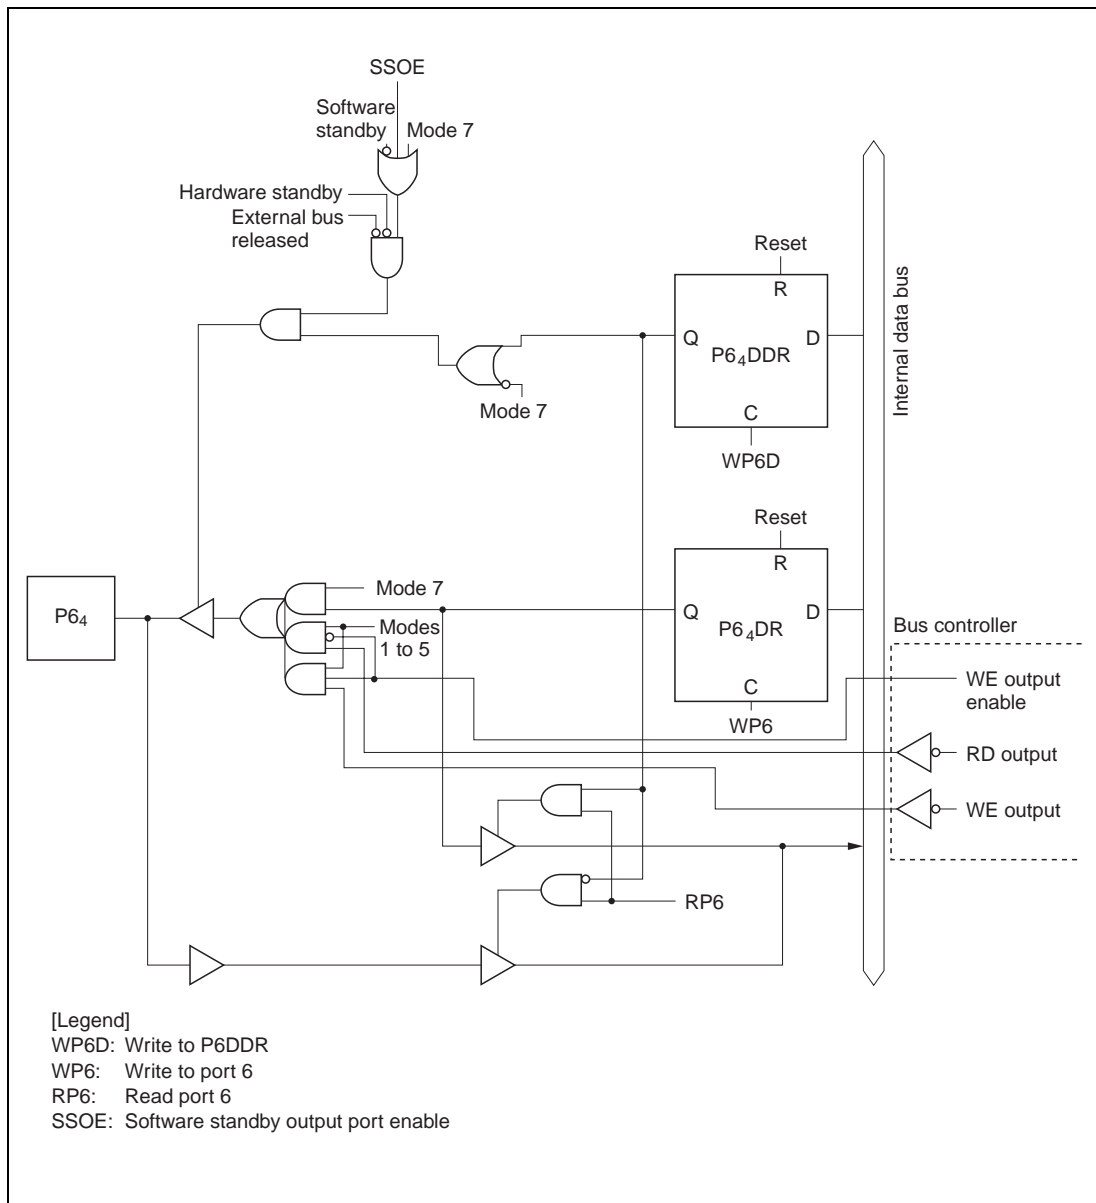 SSOE
Software
standby
Mode 7
Hardware standby
External bus
released
Reset
R
Q
P6₄DDR
D
C
WP6D
Internal data bus
Mode 7
Reset
R
Q
P6₄DR
D
C
WP6
P6₄
Mode 7
Modes
1 to 5
Bus controller
WE output
enable
RD output
WE output
RP6
[Legend]
WP6D: Write to P6DDR
WP6: Write to port 6
RP6: Read port 6
SSOE: Software standby output port enable